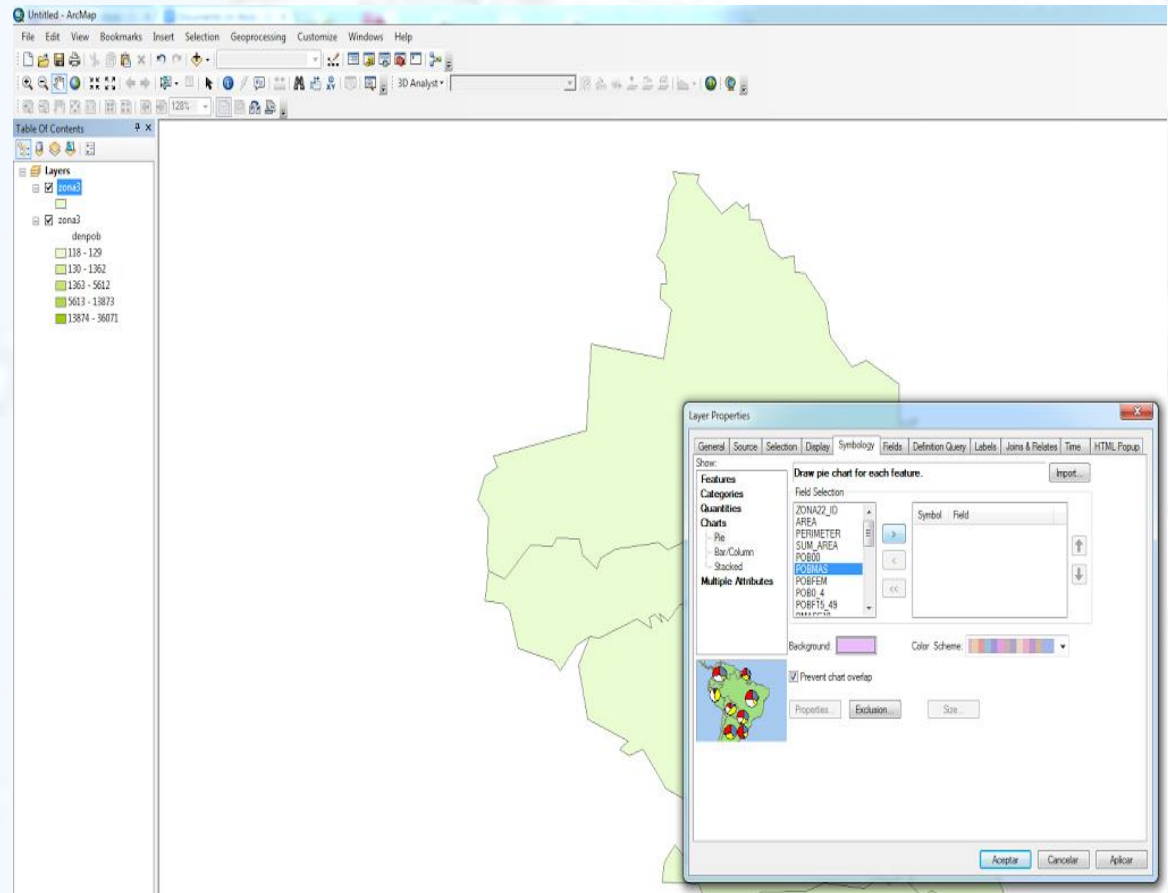 Untitled - ArcMap
File Edit View Bookmarks Insert Selection Geoprocessing Customize Windows Help
3D Analyst
128%
Table Of Contents
Layers
zona3
zona3
denpob
118 - 129
130 - 1362
1363 - 5612
5613 - 13873
13874 - 36071
Layer Properties
General Source Selection Display Symbology Fields Definition Query Labels Joins & Relates Time HTML Popup
Show:
Features
Categories
Quantities
Charts
Pie
Bar/Column
Stacked
Multiple Attributes
Draw pie chart for each feature.
Import...
Field Selection
ZONA22_ID
AREA
PERIMETER
SUM_AREA
POB00
POBMAS
POBFEM
POB0_4
POBF15_49
Symbol Field
>
<
<<
Background:
Color Scheme:
Prevent chart overlap
Properties... Exclusion... Size...
Aceptar Cancelar Aplicar